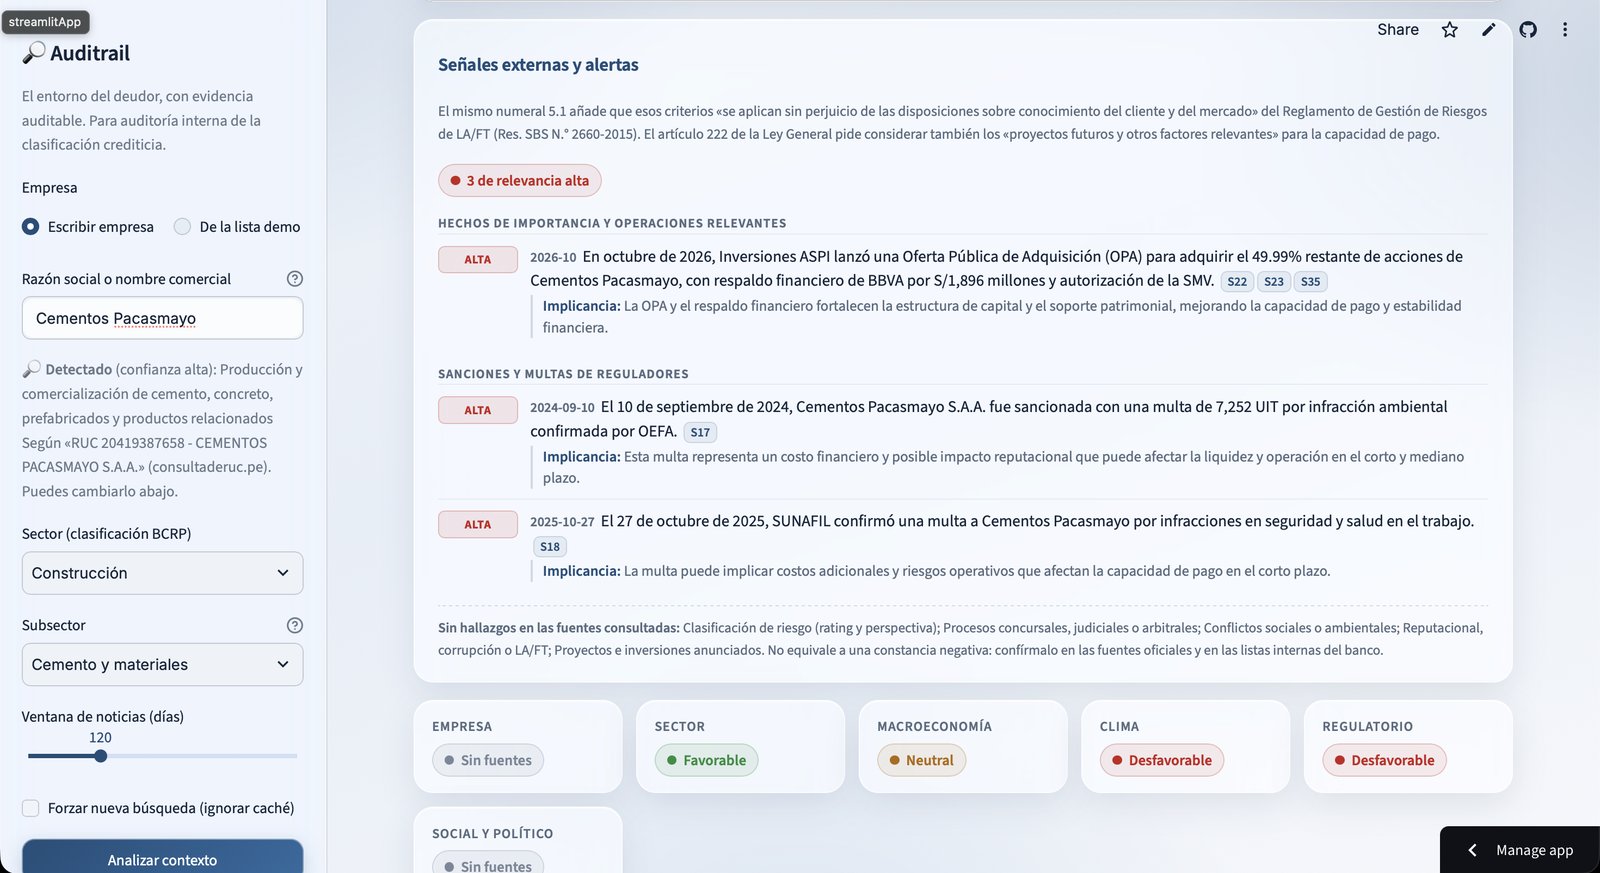 streamlitApp
Auditrail
El entorno del deudor, con evidencia
auditable. Para auditoría interna de la
clasificación crediticia.
Empresa
Escribir empresa
De la lista demo
Razón social o nombre comercial
Cementos Pacasmayo
Detectado (confianza alta): Producción y
comercialización de cemento, concreto,
prefabricados y productos relacionados
Según «RUC 20419387658 - CEMENTOS
PACASMAYO S.A.A.» (consultaderuc.pe).
Puedes cambiarlo abajo.
Sector (clasificación BCRP)
Construcción
Subsector
Cemento y materiales
Ventana de noticias (días)
120
Forzar nueva búsqueda (ignorar caché)
Analizar contexto
Share
Señales externas y alertas
El mismo numeral 5.1 añade que esos criterios «se aplican sin perjuicio de las disposiciones sobre conocimiento del cliente y del mercado» del Reglamento de Gestión de Riesgos
de LA/FT (Res. SBS N.° 2660-2015). El artículo 222 de la Ley General pide considerar también los «proyectos futuros y otros factores relevantes» para la capacidad de pago.
3 de relevancia alta
HECHOS DE IMPORTANCIA Y OPERACIONES RELEVANTES
ALTA
2026-10 En octubre de 2026, Inversiones ASPI lanzó una Oferta Pública de Adquisición (OPA) para adquirir el 49.99% restante de acciones de
Cementos Pacasmayo, con respaldo financiero de BBVA por S/1,896 millones y autorización de la SMV. S22 S23 S35
Implicancia: La OPA y el respaldo financiero fortalecen la estructura de capital y el soporte patrimonial, mejorando la capacidad de pago y estabilidad
financiera.
SANCIONES Y MULTAS DE REGULADORES
ALTA
2024-09-10 El 10 de septiembre de 2024, Cementos Pacasmayo S.A.A. fue sancionada con una multa de 7,252 UIT por infracción ambiental
confirmada por OEFA. S17
Implicancia: Esta multa representa un costo financiero y posible impacto reputacional que puede afectar la liquidez y operación en el corto y mediano
plazo.
ALTA
2025-10-27 El 27 de octubre de 2025, SUNAFIL confirmó una multa a Cementos Pacasmayo por infracciones en seguridad y salud en el trabajo.
S18
Implicancia: La multa puede implicar costos adicionales y riesgos operativos que afectan la capacidad de pago en el corto plazo.
Sin hallazgos en las fuentes consultadas: Clasificación de riesgo (rating y perspectiva); Procesos concursales, judiciales o arbitrales; Conflictos sociales o ambientales; Reputacional,
corrupción o LA/FT; Proyectos e inversiones anunciados. No equivale a una constancia negativa: confírmalo en las fuentes oficiales y en las listas internas del banco.
EMPRESA
Sin fuentes
SECTOR
Favorable
MACROECONOMÍA
Neutral
CLIMA
Desfavorable
REGULATORIO
Desfavorable
SOCIAL Y POLÍTICO
Sin fuentes
Manage app